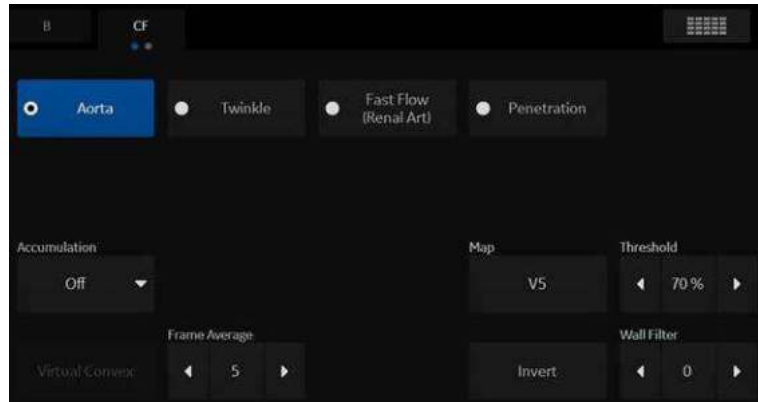 B CF
Aorta Twinkle Fast Flow Penetration
(Renal Art)
Accumulation Map Threshold
Off V5 70 %
Frame Average Wall Filter
Virtual Convex 5 Invert 0